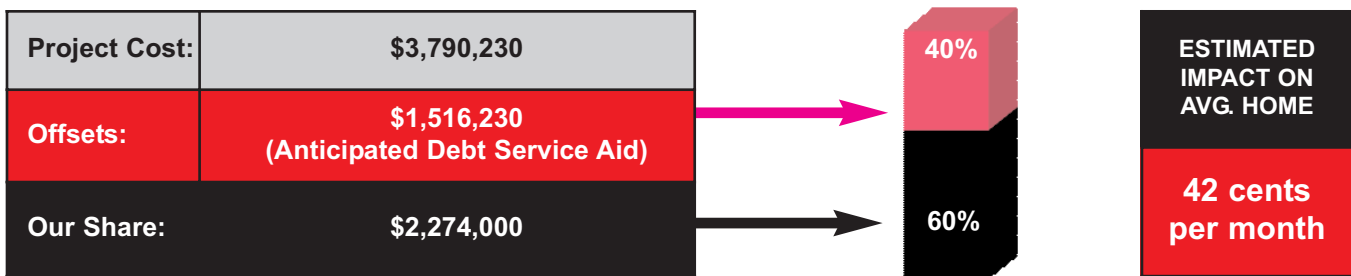 Project Cost: $3,790,230
Offsets: $1,516,230
(Anticipated Debt Service Aid)
Our Share: $2,274,000
40%
60%
ESTIMATED
IMPACT ON
AVG. HOME
42 cents
per month